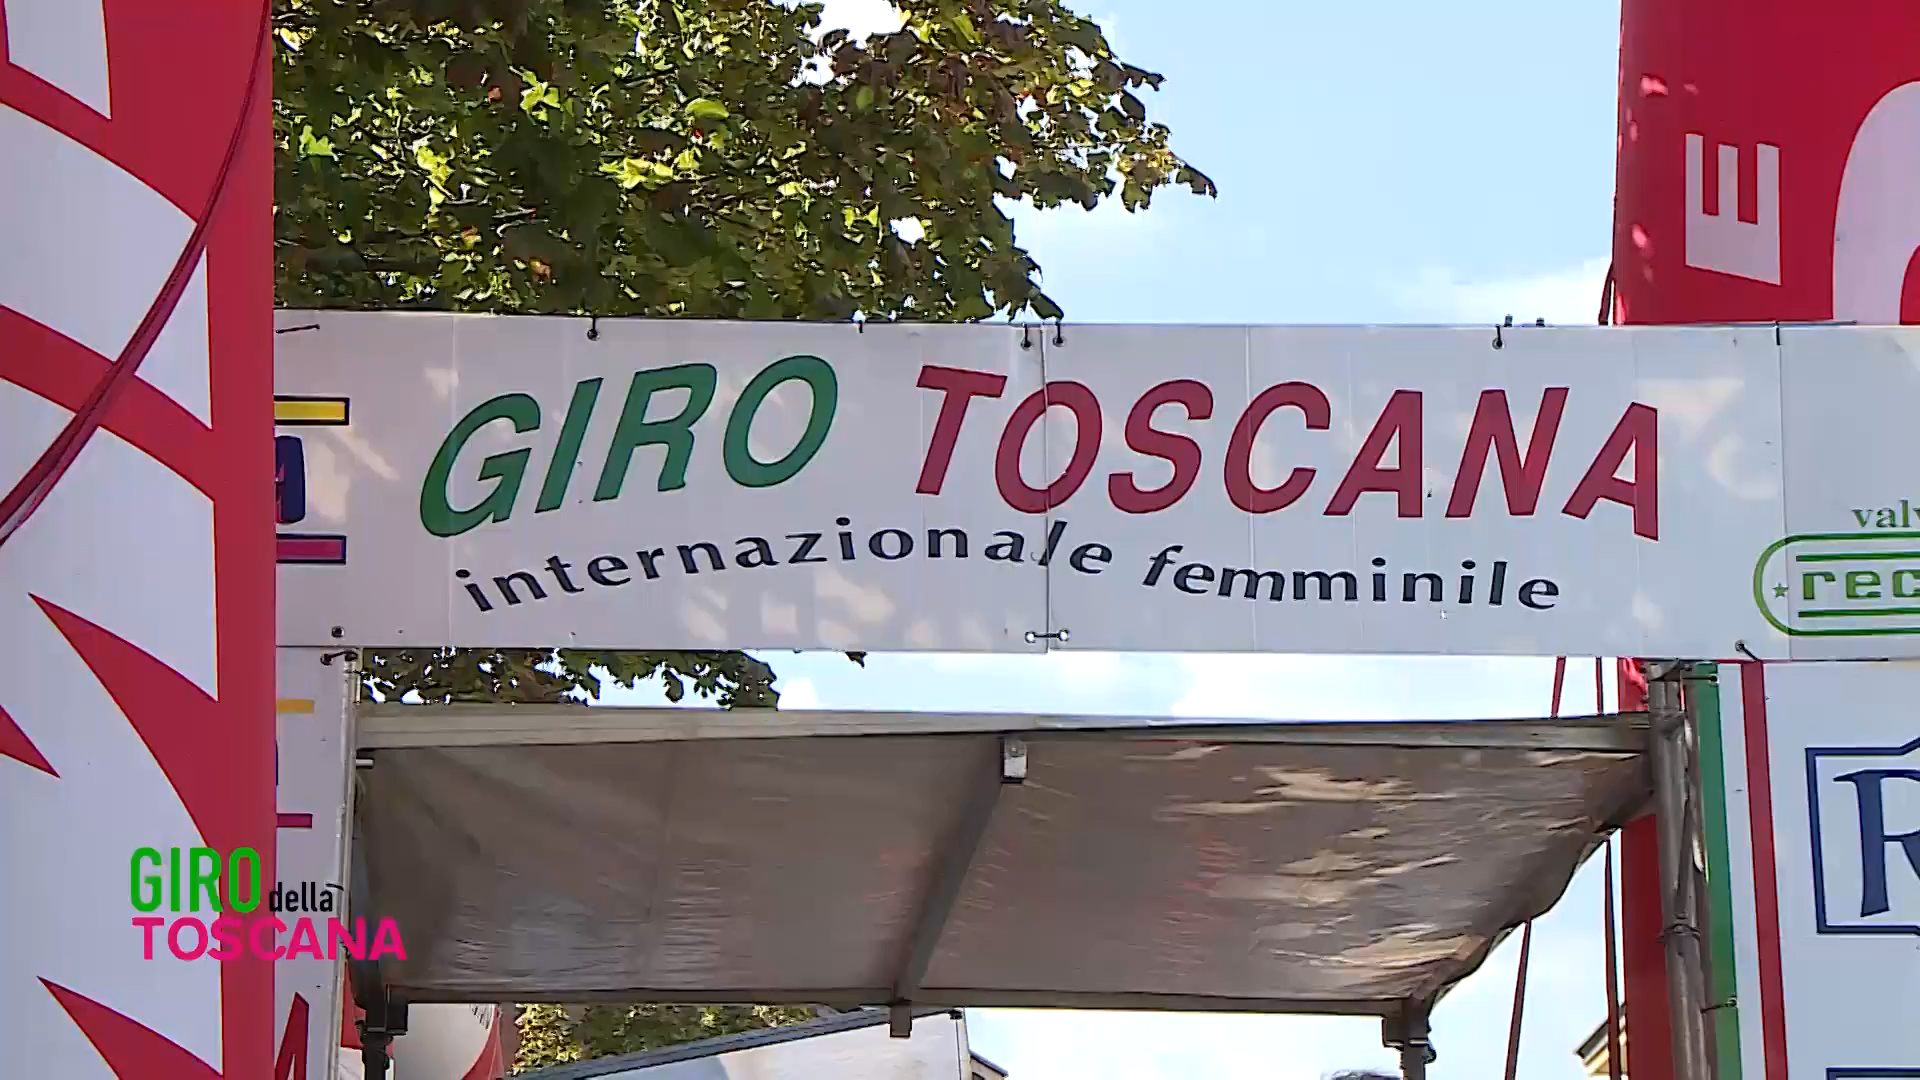 E
GIRO TOSCANA
internazionale femminile
GIRO della
TOSCANA